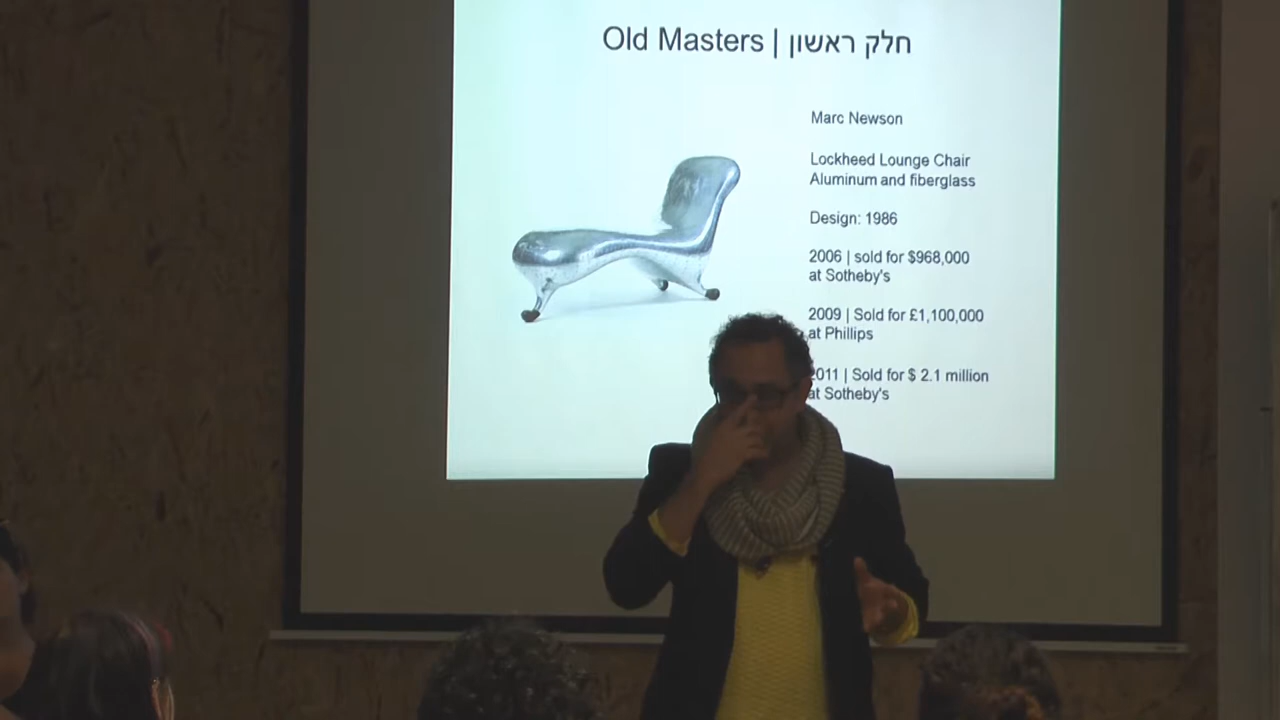 Old Masters | חלק ראשון
Marc Newson
Lockheed Lounge Chair
Aluminum and fiberglass
Design: 1986
2006 | sold for $968,000
at Sotheby's
2009 | Sold for £1,100,000
at Phillips
2011 | Sold for $ 2.1 million
at Sotheby's